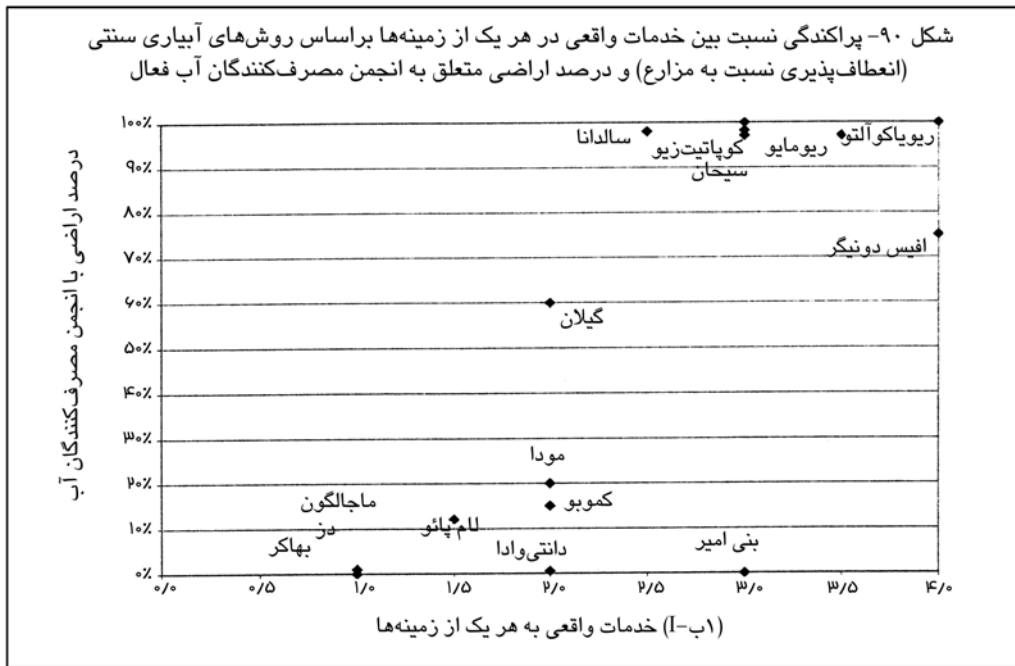 شکل ۹۰- پراکندگی نسبت بین خدمات واقعی در هر یک از زمینه‌ها براساس روش‌های آبیاری سنتی
(انعطاف‌پذیری نسبت به مزارع) و درصد اراضی متعلق به انجمن مصرف‌کنندگان آب فعال
درصد اراضی با انجمن مصرف‌کنندگان آب
۱۰۰٪
۹۰٪
۸۰٪
۷۰٪
۶۰٪
۵۰٪
۴۰٪
۳۰٪
۲۰٪
۱۰٪
۰٪
ریویاکوآلتو
ریومایو
کوپاتیت‌زیو
سیحان
سالدانا
افیس دونیگر
گیلان
مودا
کموبو
ماجالگون
لام‌پائو
دز
بهاکر
دانتی‌وادا
بنی امیر
۰/۰ ۰/۵ ۱/۰ ۱/۵ ۲/۰ ۲/۵ ۳/۰ ۳/۵ ۴/۰
(۱ب-I) خدمات واقعی به هر یک از زمینه‌ها